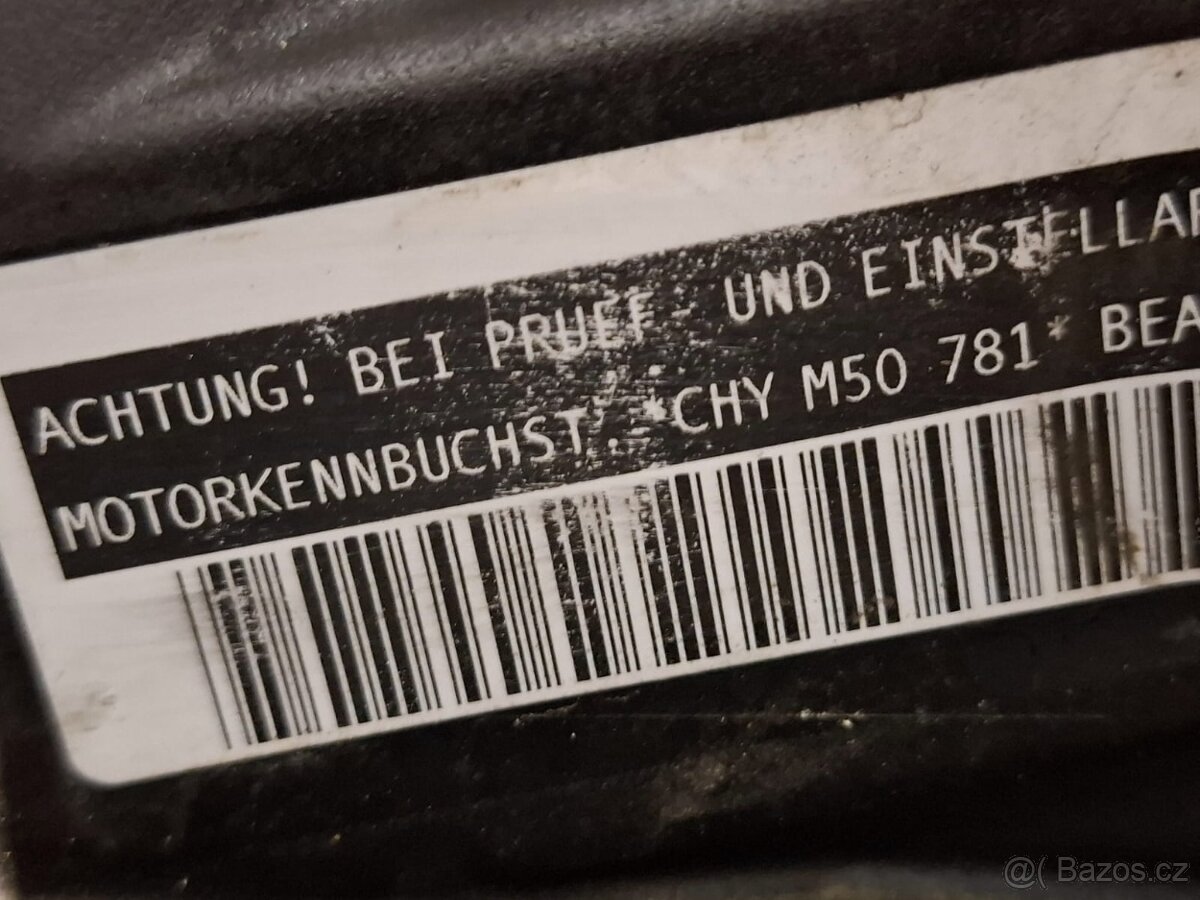 ACHTUNG! BEI PRUEF- UND EINSTELLAR
MOTORKENNBUCHST. *CHY M50 781* BEA
@( Bazos.cz